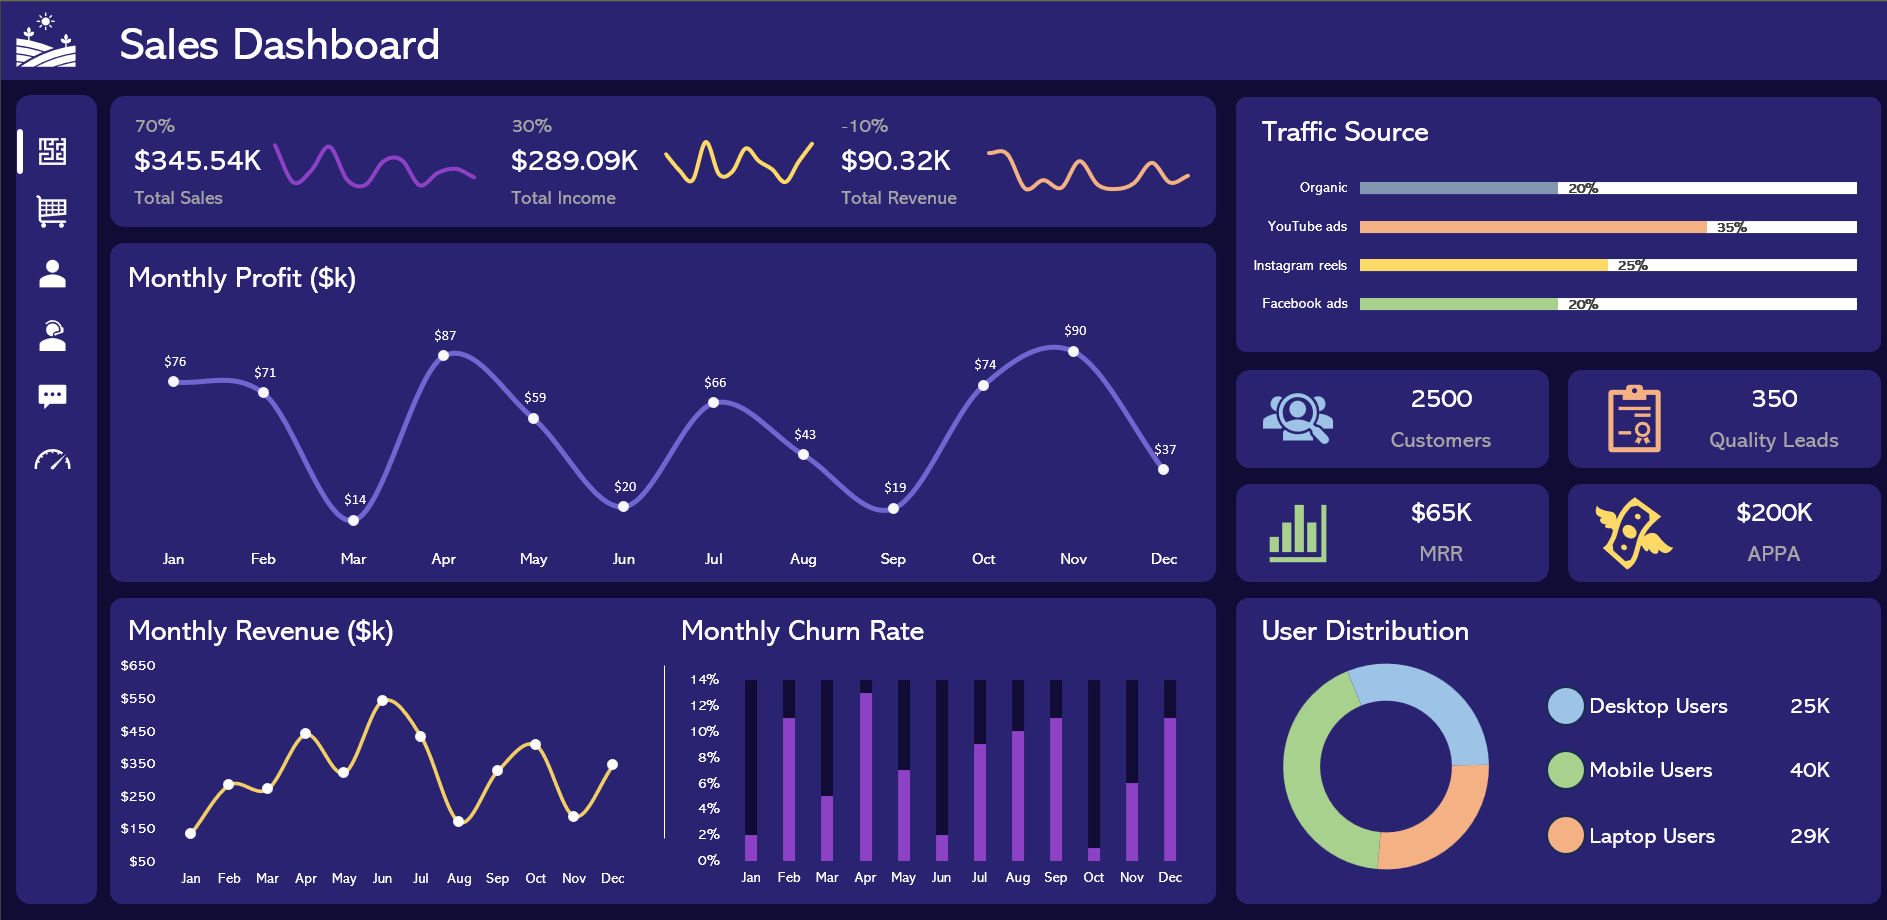 Sales Dashboard
70%
$345.54K
Total Sales
30%
$289.09K
Total Income
-10%
$90.32K
Total Revenue
Traffic Source
Organic 20%
YouTube ads 35%
Instagram reels 25%
Facebook ads 20%
Monthly Profit ($k)
$76 $71 $14 $87 $59 $20 $66 $43 $19 $74 $90 $37
Jan Feb Mar Apr May Jun Jul Aug Sep Oct Nov Dec
2500
Customers
350
Quality Leads
$65K
MRR
$200K
APPA
Monthly Revenue ($k)
$650
$550
$450
$350
$250
$150
$50
Jan Feb Mar Apr May Jun Jul Aug Sep Oct Nov Dec
Monthly Churn Rate
14%
12%
10%
8%
6%
4%
2%
0%
Jan Feb Mar Apr May Jun Jul Aug Sep Oct Nov Dec
User Distribution
Desktop Users 25K
Mobile Users 40K
Laptop Users 29K